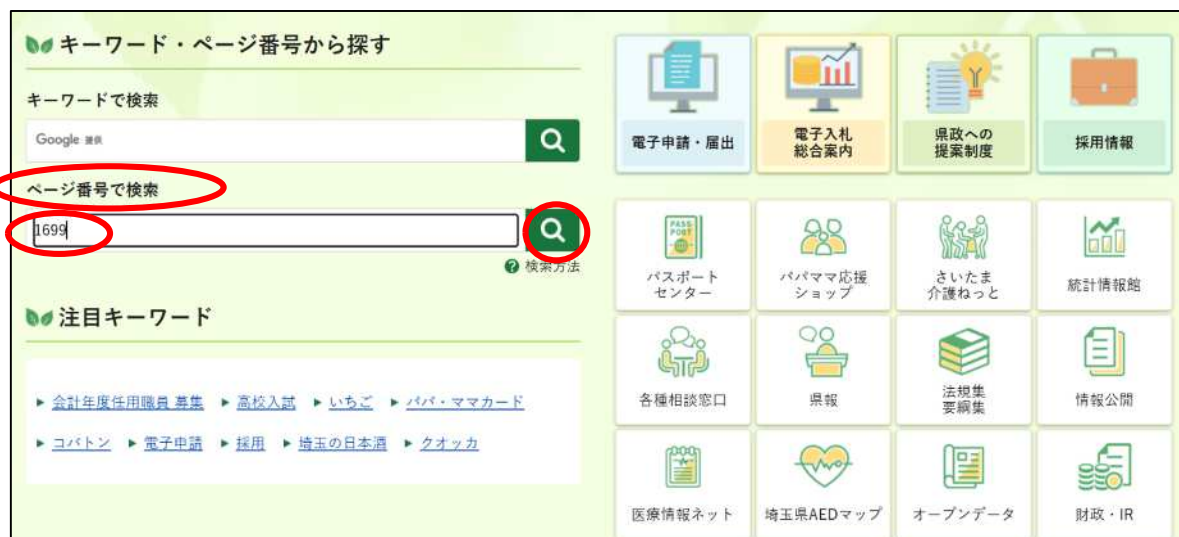 キーワード・ページ番号から探す
キーワードで検索
Google 提供
ページ番号で検索
1699
? 検索方法
注目キーワード
会計年度任用職員 募集 高校入試 いちご パパ・ママカード
コバトン 電子申請 採用 埼玉の日本酒 クオッカ
電子申請・届出
電子入札
総合案内
県政への
提案制度
採用情報
PASS
PORT
パスポート
センター
パパママ応援
ショップ
さいたま
介護ねっと
統計情報館
各種相談窓口
県報
法規集
要綱集
情報公開
医療情報ネット
埼玉県AEDマップ
オープンデータ
財政・IR